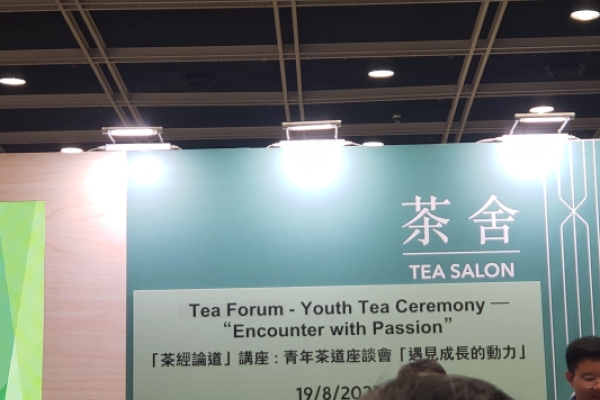 茶舍
TEA SALON
Tea Forum - Youth Tea Ceremony —
“Encounter with Passion”
「茶經論道」講座：青年茶道座談會「遇見成長的動力」